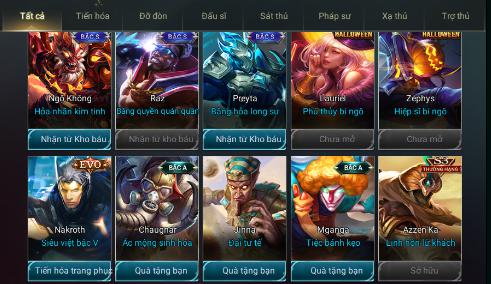 Tất cả Tiến hóa Đỡ đòn Đấu sĩ Sát thủ Pháp sư Xạ thủ Trợ thủ
BẬC S BẬC S BẬC S HALLOWEEN HALLOWEEN
Ngộ Không Raz Preyta Lauriel Zephys
Hỏa nhãn kim tinh Băng quyền quán quân Băng hỏa long sư Phù thủy bí ngô Hiệp sĩ bí ngô
Nhận từ Kho báu Nhận từ kho báu Nhận từ Kho báu Chưa mở Chưa mở
EVO BẬC A BẬC A THƯỞNG HẠNG
Nakroth Chaugnar Jinna Mganga Azzen'Ka
Siêu việt bậc V Ác mộng sinh hóa Đại tư tế Tiệc bánh kẹo Linh hồn lữ khách
Tiến hóa trang phục Quà tặng bạn Quà tặng bạn Quà tặng bạn Sở hữu